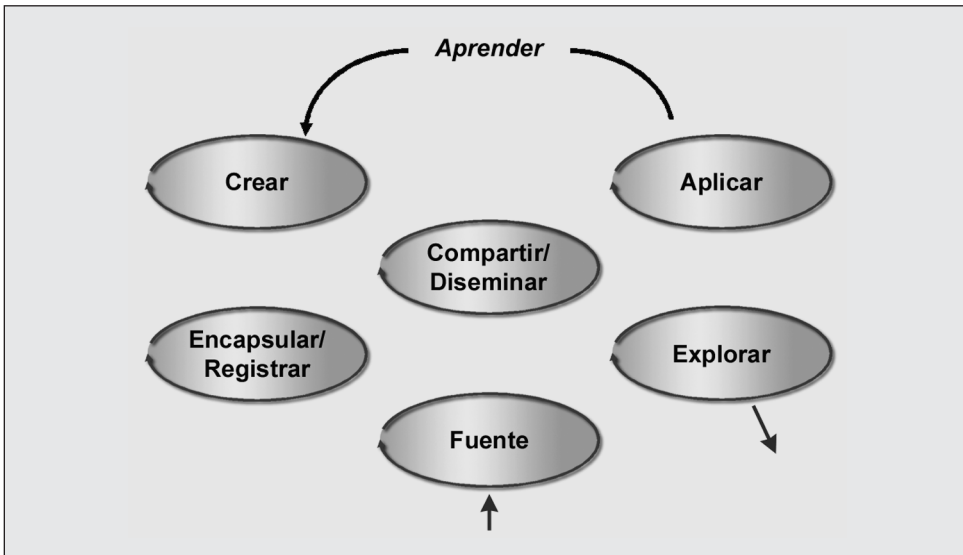 Aprender
Crear
Aplicar
Compartir/
Diseminar
Encapsular/
Registrar
Explorar
Fuente